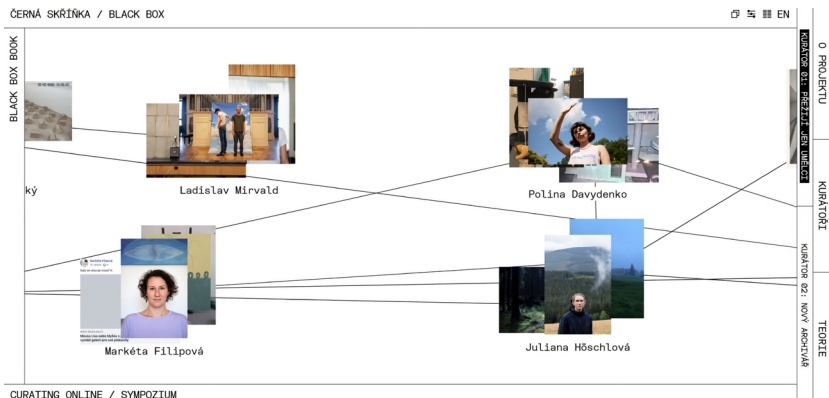 ČERNÁ SKŘÍŇKA / BLACK BOX
EN
BLACK BOX BOOK
ký
Ladislav Mirvald
Polina Davydenko
Markéta Filipová
Juliana Höschlová
KURÁTOR 01: PŘEŽIJÍ JEN UMĚLCI
KURÁTOR 02: NOVÝ ARCHIVÁŘ
O PROJEKTU
KURÁTOŘI
TEORIE
CURATING ONLINE / SYMPOZIUM